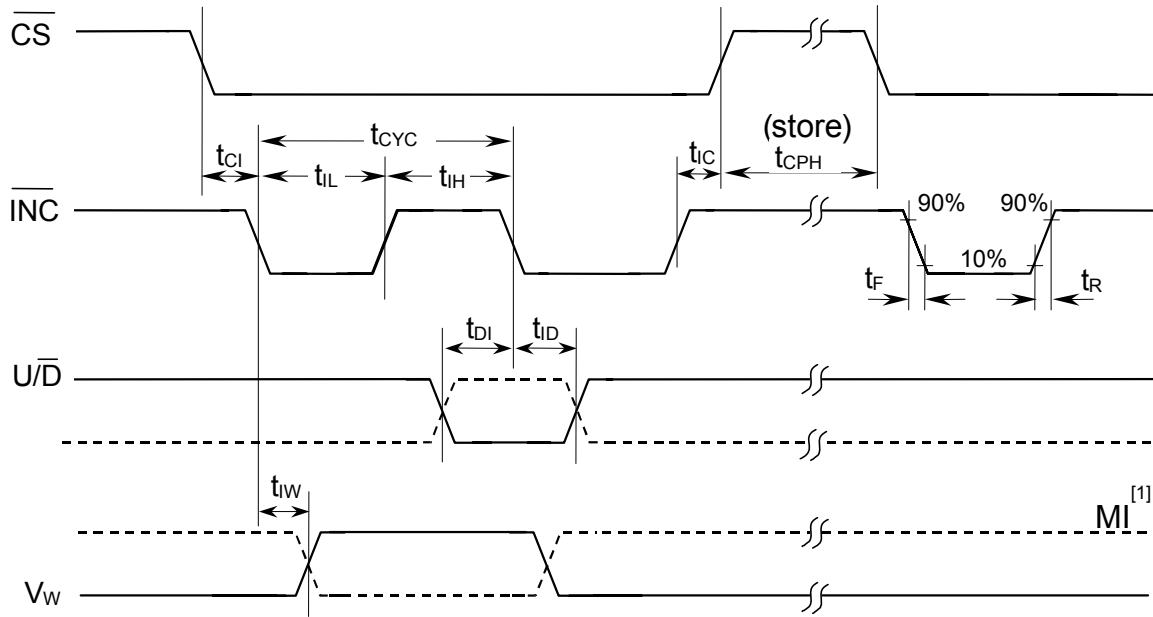 CS
(store)
tCYC
tCI
tIL
tIH
tIC
tCPH
INC
90%
90%
10%
tF
tR
tDI
tID
U/D
tIW
MI[1]
VW